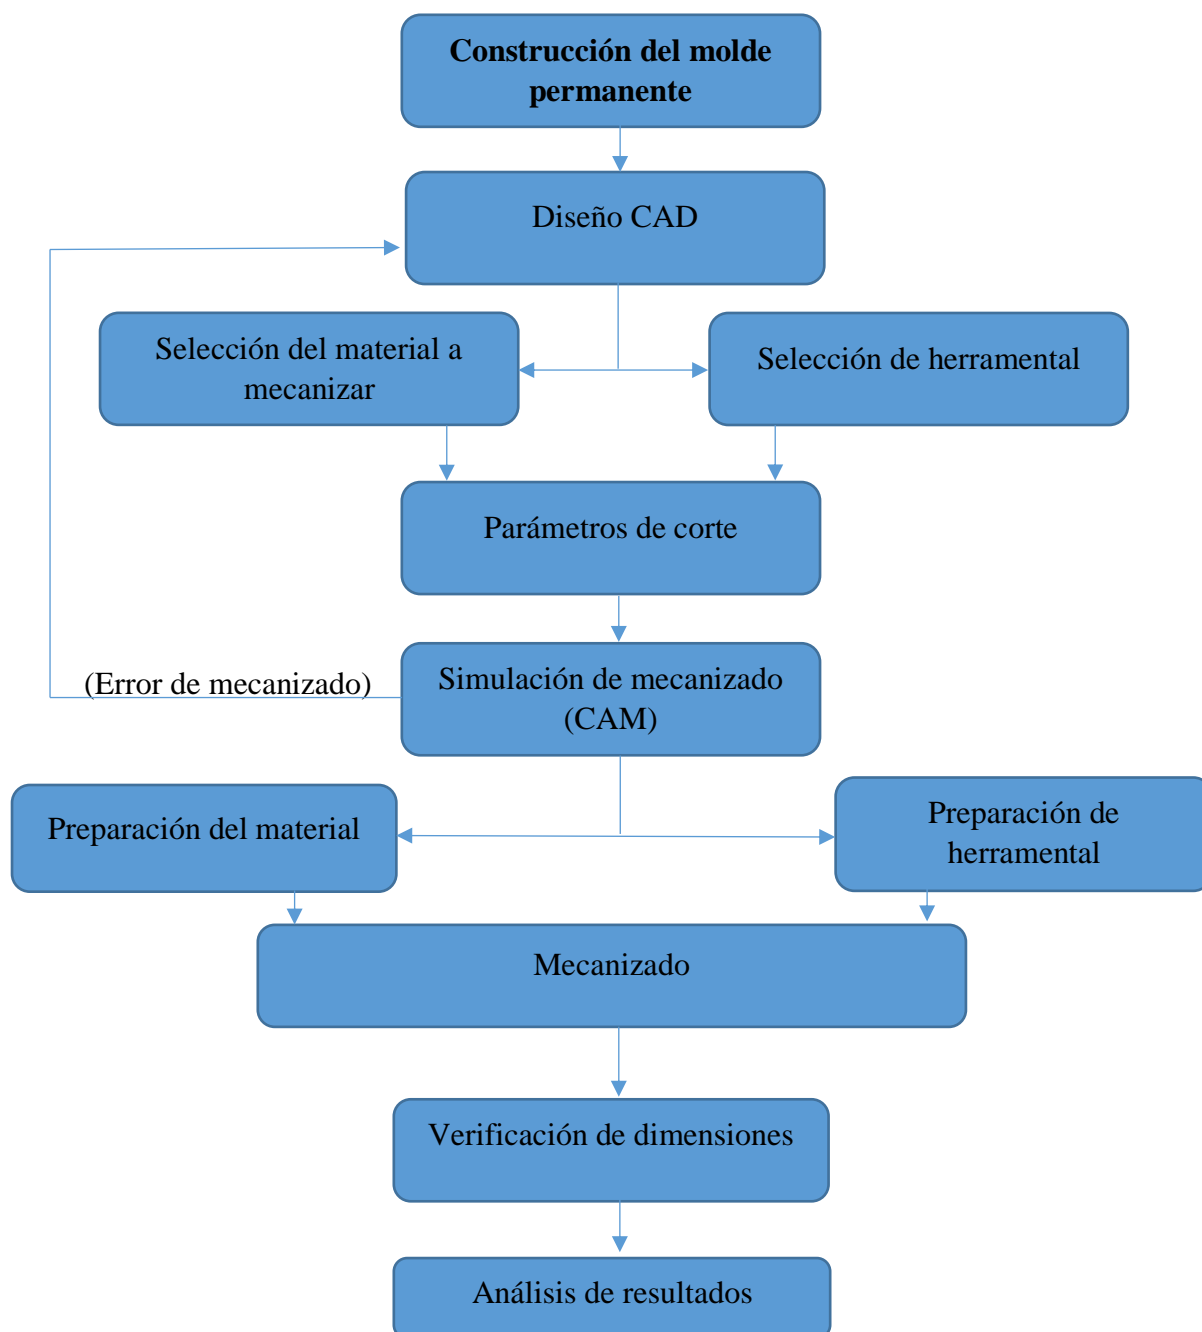 Construcción del molde
permanente
Diseño CAD
Selección del material a
mecanizar
Selección de herramental
Parámetros de corte
(Error de mecanizado)
Simulación de mecanizado
(CAM)
Preparación del material
Preparación de
herramental
Mecanizado
Verificación de dimensiones
Análisis de resultados